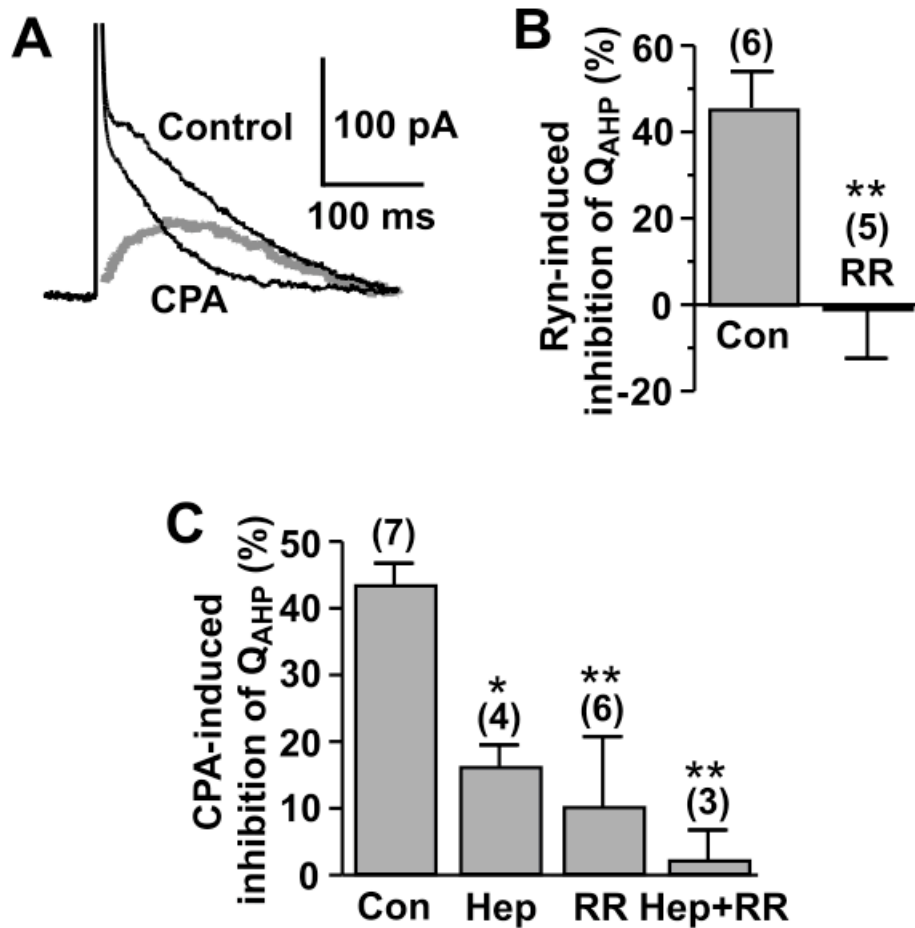 A
Control
100 pA
100 ms
CPA
B
Ryn-induced
inhibition of QAHP (%)
60
40
20
0
-20
(6)
Con
**
(5)
RR
C
CPA-induced
inhibition of QAHP (%)
50
40
30
20
10
0
(7)
*
(4)
**
(6)
**
(3)
Con Hep RR Hep+RR